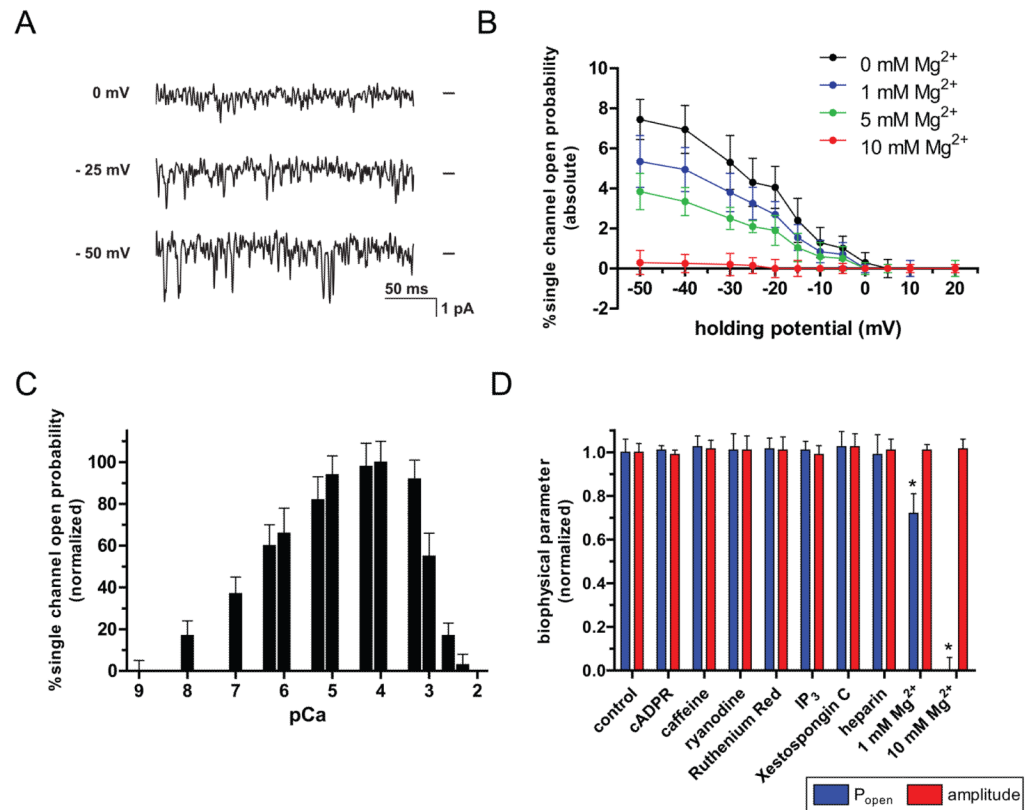 A
0 mV
- 25 mV
- 50 mV
50 ms
1 pA
B
%single channel open probability
(absolute)
10
8
6
4
2
0
-2
-50 -40 -30 -20 -10 0 10 20
holding potential (mV)
0 mM Mg2+
1 mM Mg2+
5 mM Mg2+
10 mM Mg2+
C
%single channel open probability
(normalized)
100
80
60
40
20
0
9 8 7 6 5 4 3 2
pCa
D
biophysical parameter
(normalized)
1.0
0.8
0.6
0.4
0.2
0.0
* *
control
cADPR
caffeine
ryanodine
Ruthenium Red
IP3
Xestospongin C
heparin
1 mM Mg2+
10 mM Mg2+
Popen
amplitude